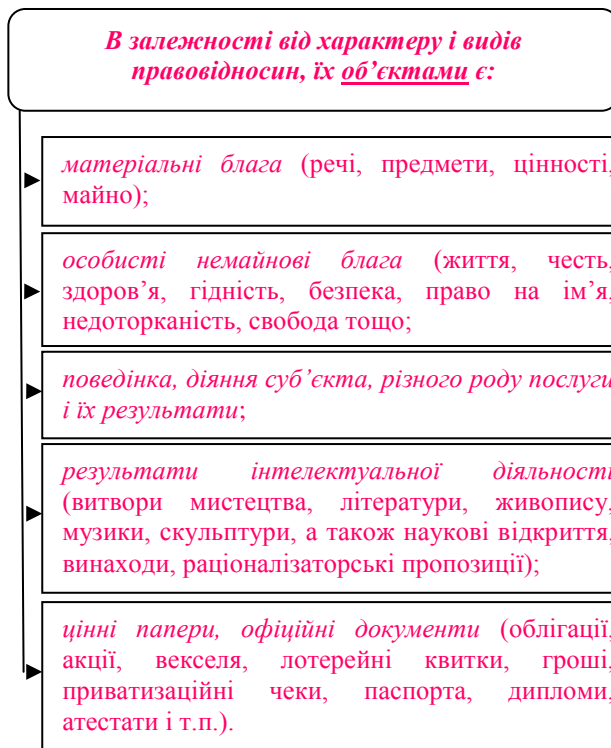 В залежності від характеру і видів
правовідносин, їх об’єктами є:
матеріальні блага (речі, предмети, цінності,
майно);
особисті немайнові блага (життя, честь,
здоров’я, гідність, безпека, право на ім’я,
недоторканість, свобода тощо;
поведінка, діяння суб’єкта, різного роду послуги
і їх результати;
результати інтелектуальної діяльності
(витвори мистецтва, літератури, живопису,
музики, скульптури, а також наукові відкриття,
винаходи, раціоналізаторські пропозиції);
цінні папери, офіційні документи (облігації,
акції, векселя, лотерейні квитки, гроші,
приватизаційні чеки, паспорта, дипломи,
атестати і т.п.).